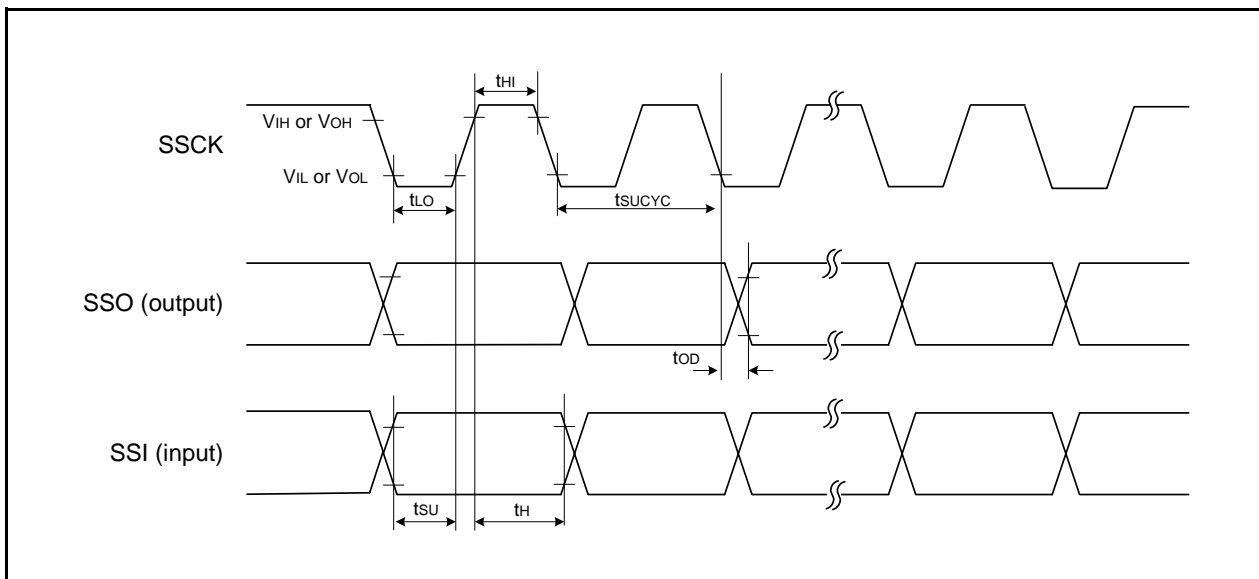 tHI
VIH or VOH
SSCK
VIL or VOL
tLO
tSUCYC
SSO (output)
tOD
SSI (input)
tSU
tH